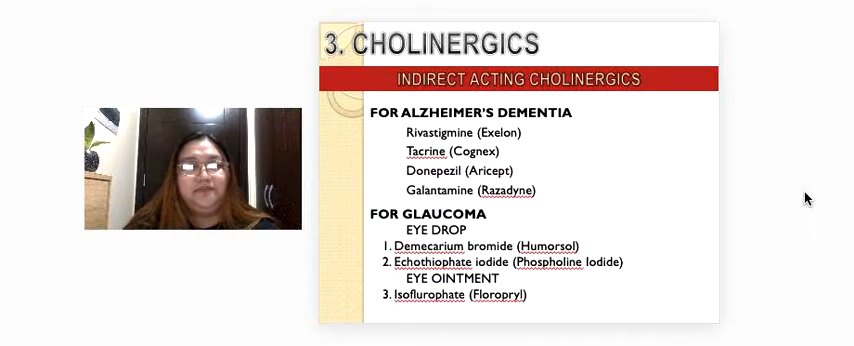 3. CHOLINERGICS
INDIRECT ACTING CHOLINERGICS
FOR ALZHEIMER'S DEMENTIA
Rivastigmine (Exelon)
Tacrine (Cognex)
Donepezil (Aricept)
Galantamine (Razadyne)
FOR GLAUCOMA
EYE DROP
1. Demecarium bromide (Humorsol)
2. Echothiophate iodide (Phospholine Iodide)
EYE OINTMENT
3. Isoflurophate (Floropryl)